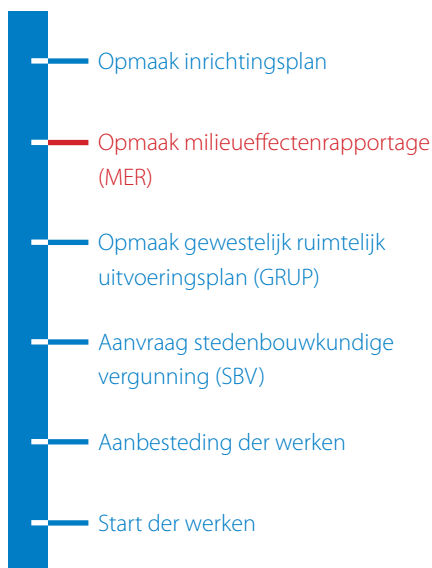 Opmaak inrichtingsplan
Opmaak milieueffectenrapportage
(MER)
Opmaak gewestelijk ruimtelijk
uitvoeringsplan (GRUP)
Aanvraag stedenbouwkundige
vergunning (SBV)
Aanbesteding der werken
Start der werken